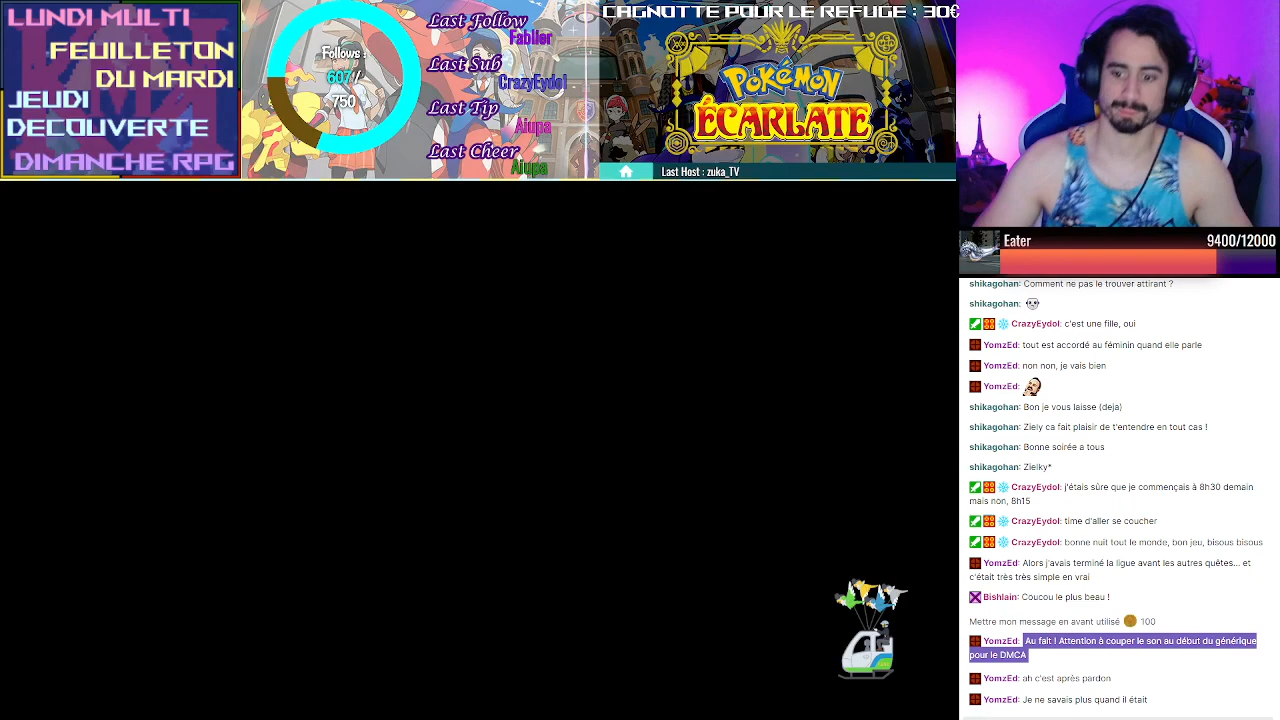 LUNDI MULTI
FEUILLETON
DU MARDI
JEUDI
DECOUVERTE
DIMANCHE RPG
Follows :
607/
750
Last Follow
Fablier
Last Sub
CrazyEydol
Last Tip
Aiupa
Last Cheer
Aiupa
CAGNOTTE POUR LE REFUGE : 30€
POKéMON
ÉCARLATE
Last Host : zuka_TV
Eater 9400/12000
shikagohan: Comment ne pas le trouver attirant ?
shikagohan:
CrazyEydol: c'est une fille, oui
YomzEd: tout est accordé au féminin quand elle parle
YomzEd: non non, je vais bien
YomzEd:
shikagohan: Bon je vous laisse (deja)
shikagohan: Ziely ca fait plaisir de t'entendre en tout cas !
shikagohan: Bonne soirée a tous
shikagohan: Zielky*
CrazyEydol: j'étais sûre que je commençais à 8h30 demain
mais non, 8h15
CrazyEydol: time d'aller se coucher
CrazyEydol: bonne nuit tout le monde, bon jeu, bisous bisous
YomzEd: Alors j'avais terminé la ligue avant les autres quêtes... et
c'était très très simple en vrai
Bishlain: Coucou le plus beau !
Mettre mon message en avant utilisé 100
YomzEd: Au fait ! Attention à couper le son au début du générique
pour le DMCA
YomzEd: ah c'est après pardon
YomzEd: Je ne savais plus quand il était